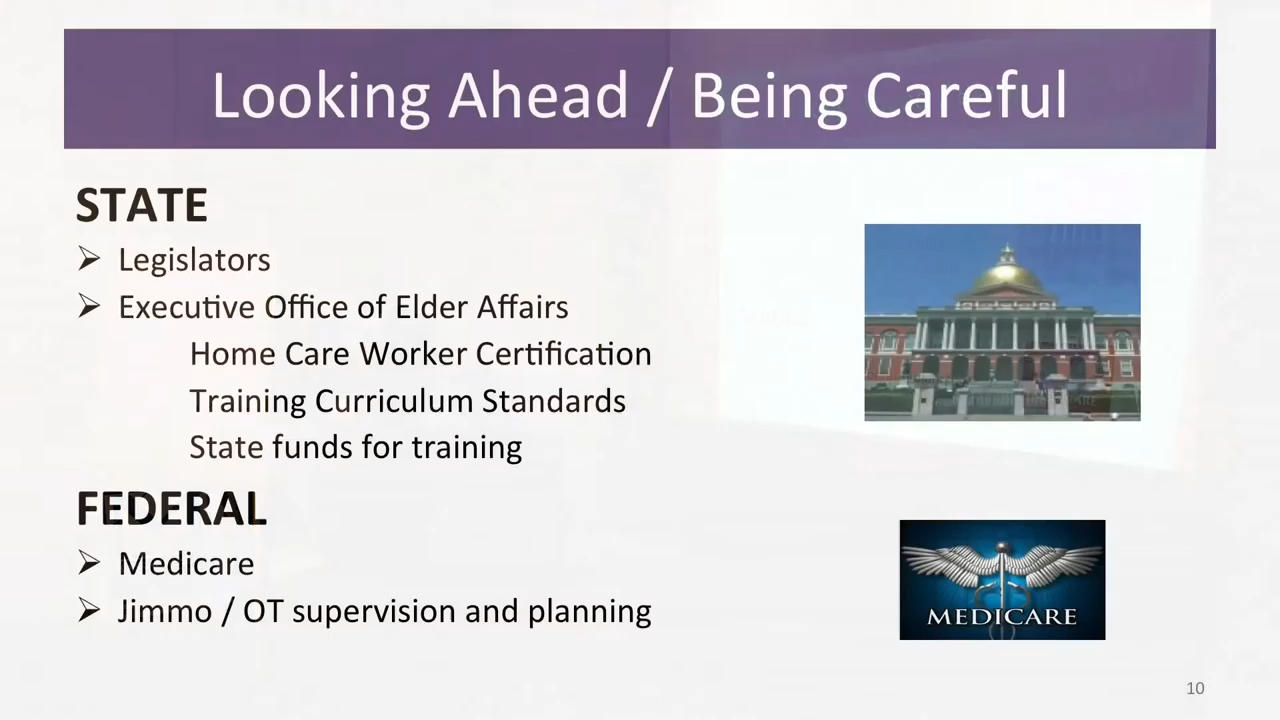 Looking Ahead / Being Careful
STATE
➢ Legislators
➢ Executive Office of Elder Affairs
Home Care Worker Certification
Training Curriculum Standards
State funds for training
FEDERAL
➢ Medicare
➢ Jimmo / OT supervision and planning
MEDICARE
10